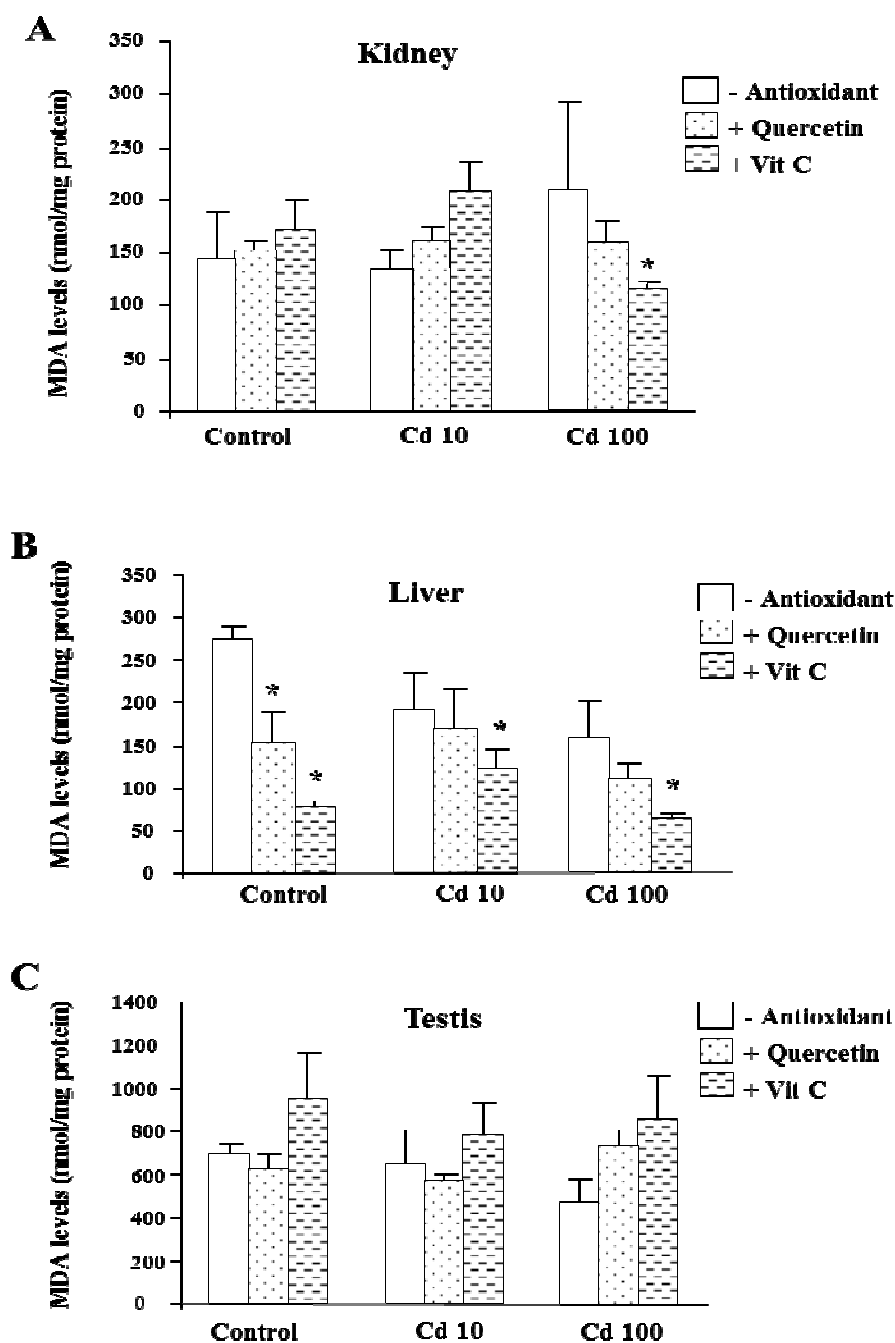 A
Kidney
MDA levels (nmol/mg protein)
350
300
250
200
150
100
50
0
- Antioxidant
+ Quercetin
+ Vit C
*
Control Cd 10 Cd 100
B
Liver
MDA levels (nmol/mg protein)
350
300
250
200
150
100
50
0
- Antioxidant
+ Quercetin
+ Vit C
* * * *
Control Cd 10 Cd 100
C
Testis
MDA levels (nmol/mg protein)
1400
1200
1000
800
600
400
200
0
- Antioxidant
+ Quercetin
+ Vit C
Control Cd 10 Cd 100